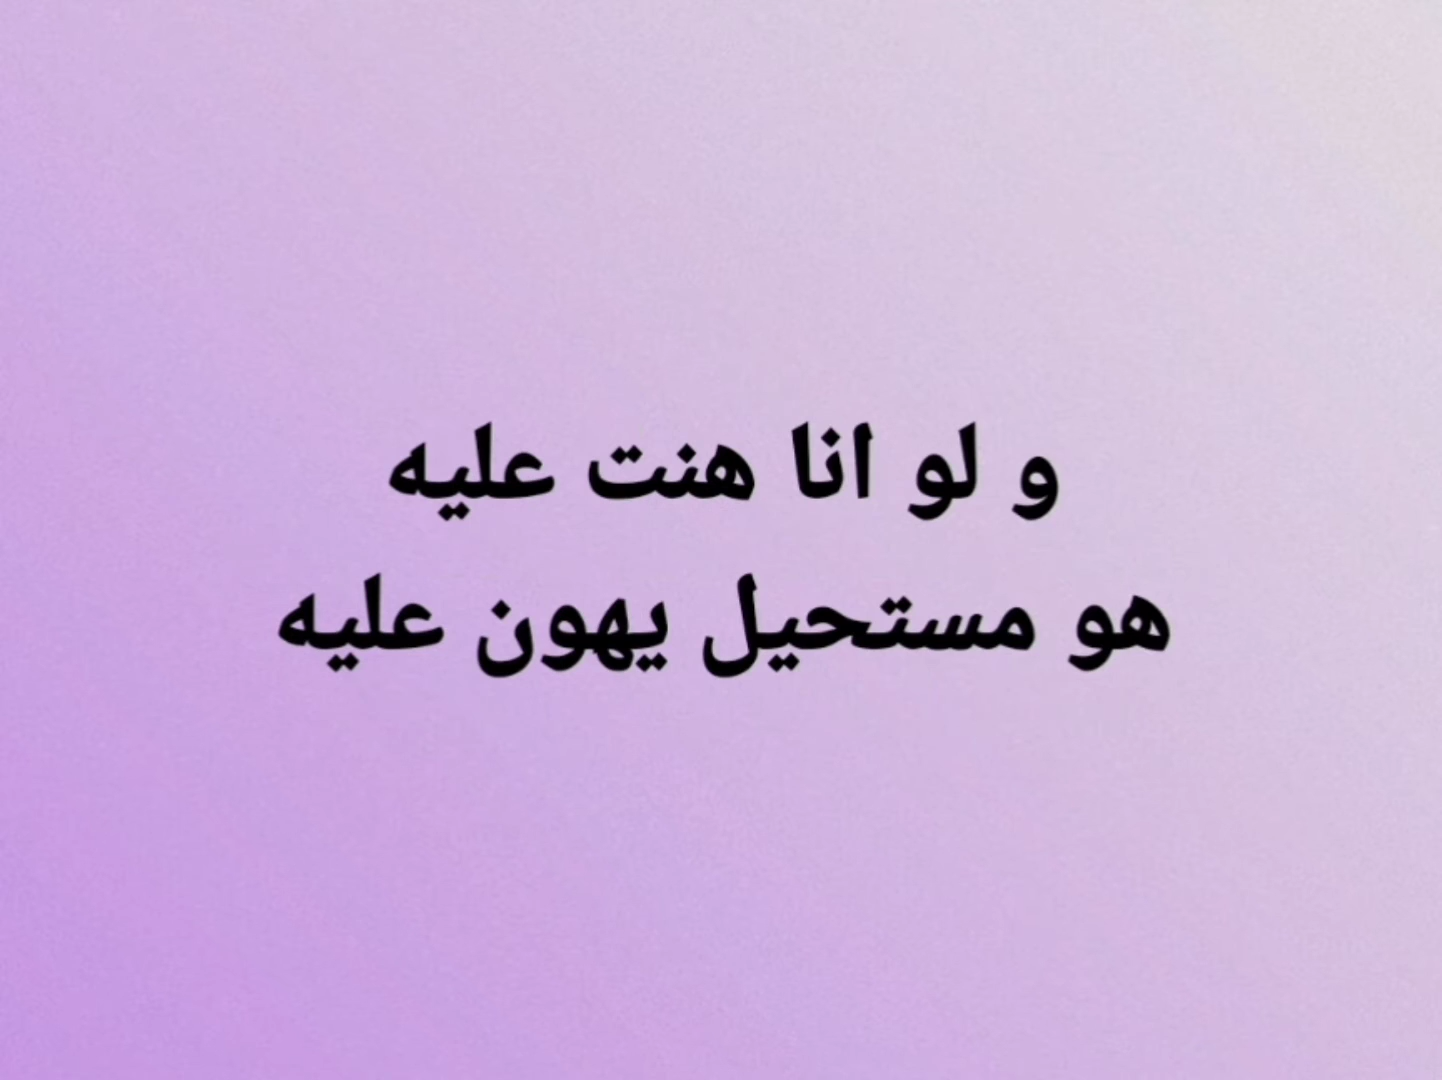 و لو انا هنت عليه
هو مستحيل يهون عليه